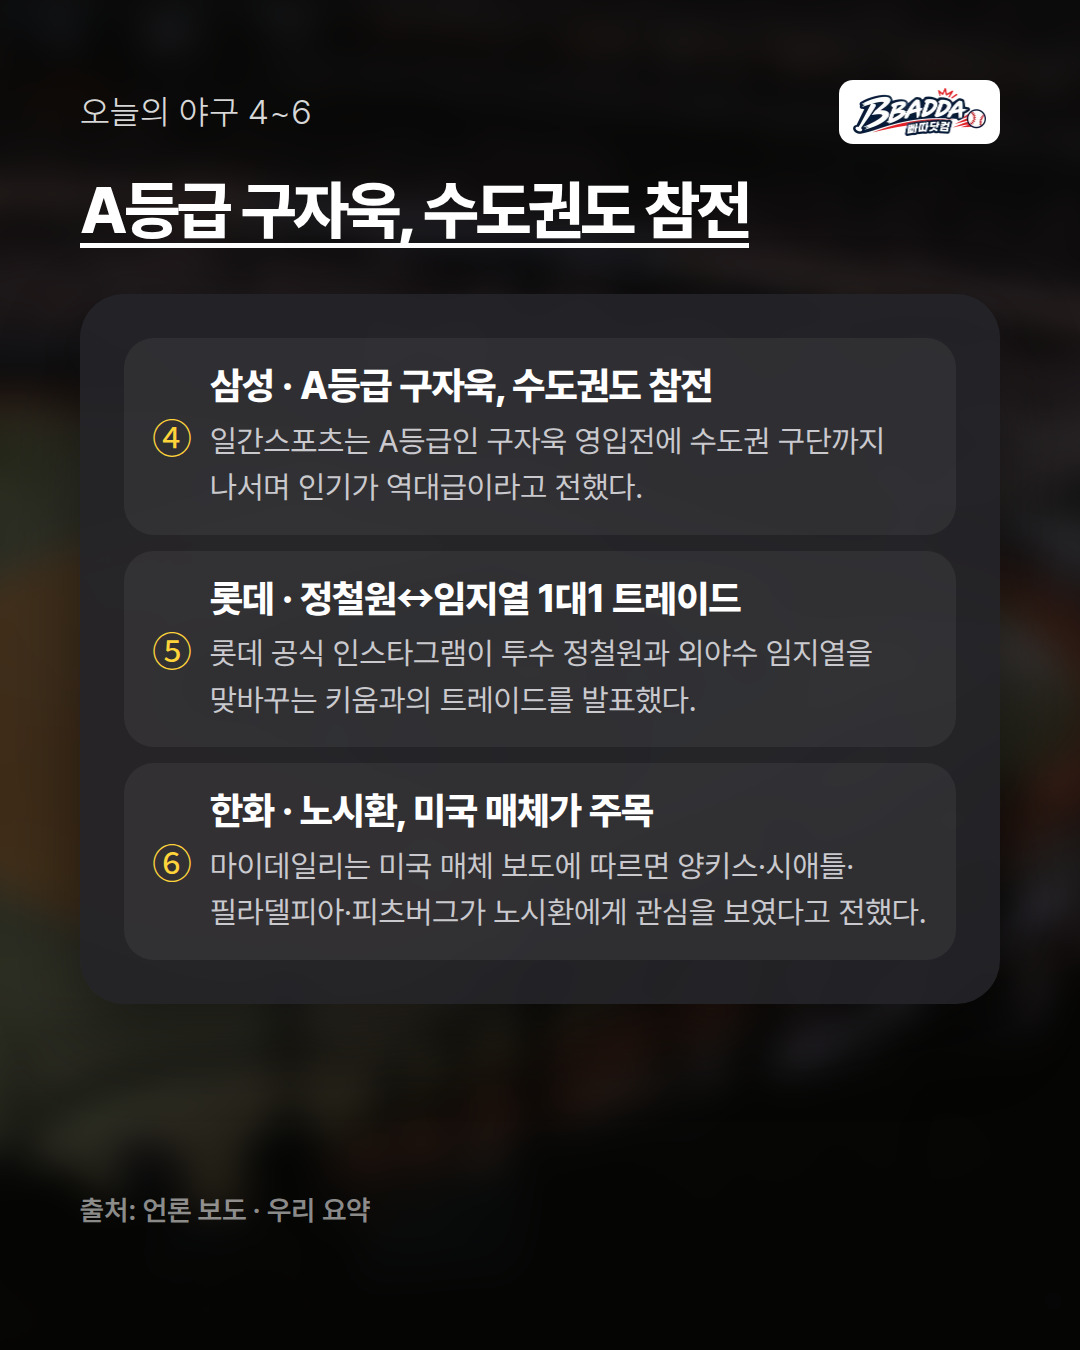 오늘의 야구 4~6
BBADDA
빠따닷컴
A등급 구자욱, 수도권도 참전
삼성 · A등급 구자욱, 수도권도 참전
④
일간스포츠는 A등급인 구자욱 영입전에 수도권 구단까지
나서며 인기가 역대급이라고 전했다.
롯데 · 정철원↔임지열 1대1 트레이드
⑤
롯데 공식 인스타그램이 투수 정철원과 외야수 임지열을
맞바꾸는 키움과의 트레이드를 발표했다.
한화 · 노시환, 미국 매체가 주목
⑥
마이데일리는 미국 매체 보도에 따르면 양키스·시애틀·
필라델피아·피츠버그가 노시환에게 관심을 보였다고 전했다.
출처: 언론 보도 · 우리 요약